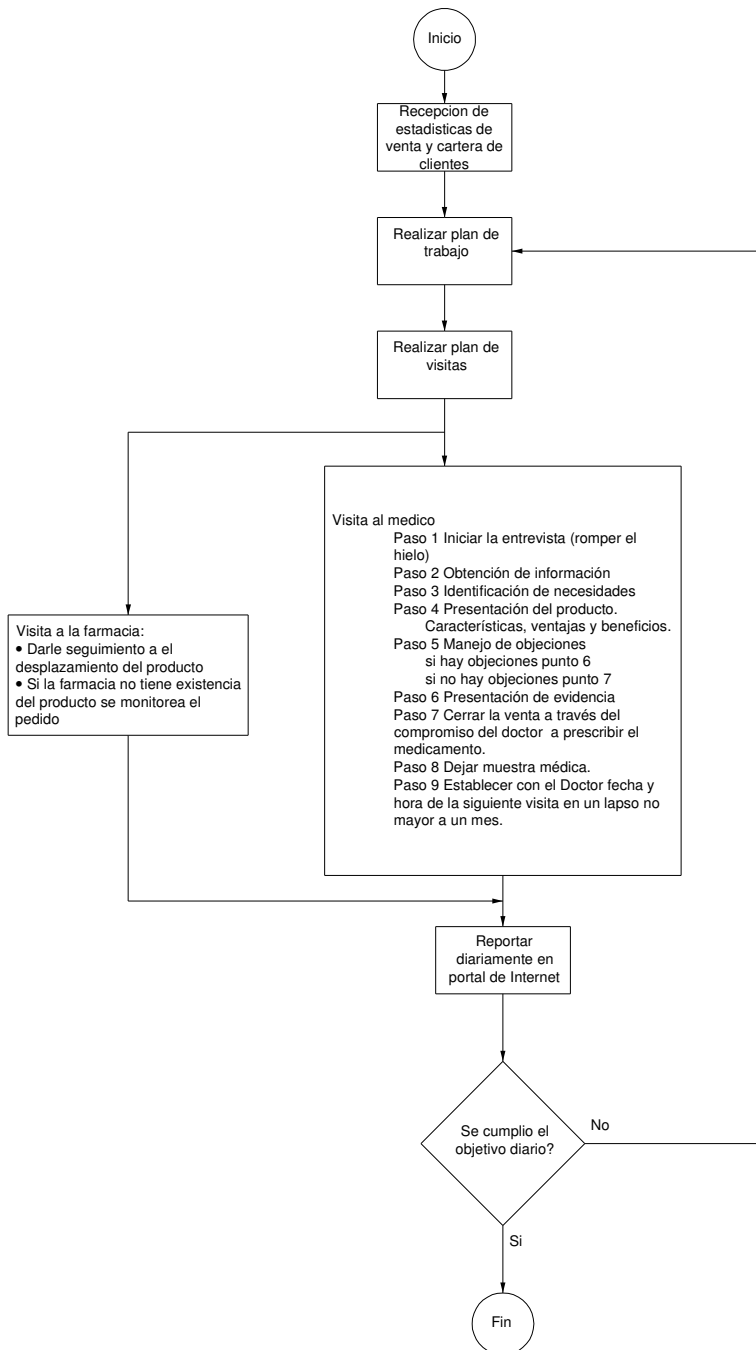 Inicio
Recepcion de
estadisticas de
venta y cartera de
clientes
Realizar plan de
trabajo
Realizar plan de
visitas
Visita al medico
Paso 1 Iniciar la entrevista (romper el
hielo)
Paso 2 Obtención de información
Paso 3 Identificación de necesidades
Paso 4 Presentación del producto.
Características, ventajas y beneficios.
Paso 5 Manejo de objeciones
si hay objeciones punto 6
si no hay objeciones punto 7
Paso 6 Presentación de evidencia
Paso 7 Cerrar la venta a través del
compromiso del doctor a prescribir el
medicamento.
Paso 8 Dejar muestra médica.
Paso 9 Establecer con el Doctor fecha y
hora de la siguiente visita en un lapso no
mayor a un mes.
Visita a la farmacia:
• Darle seguimiento a el
desplazamiento del producto
• Si la farmacia no tiene existencia
del producto se monitorea el
pedido
Reportar
diariamente en
portal de Internet
Se cumplio el
objetivo diario?
No
Si
Fin